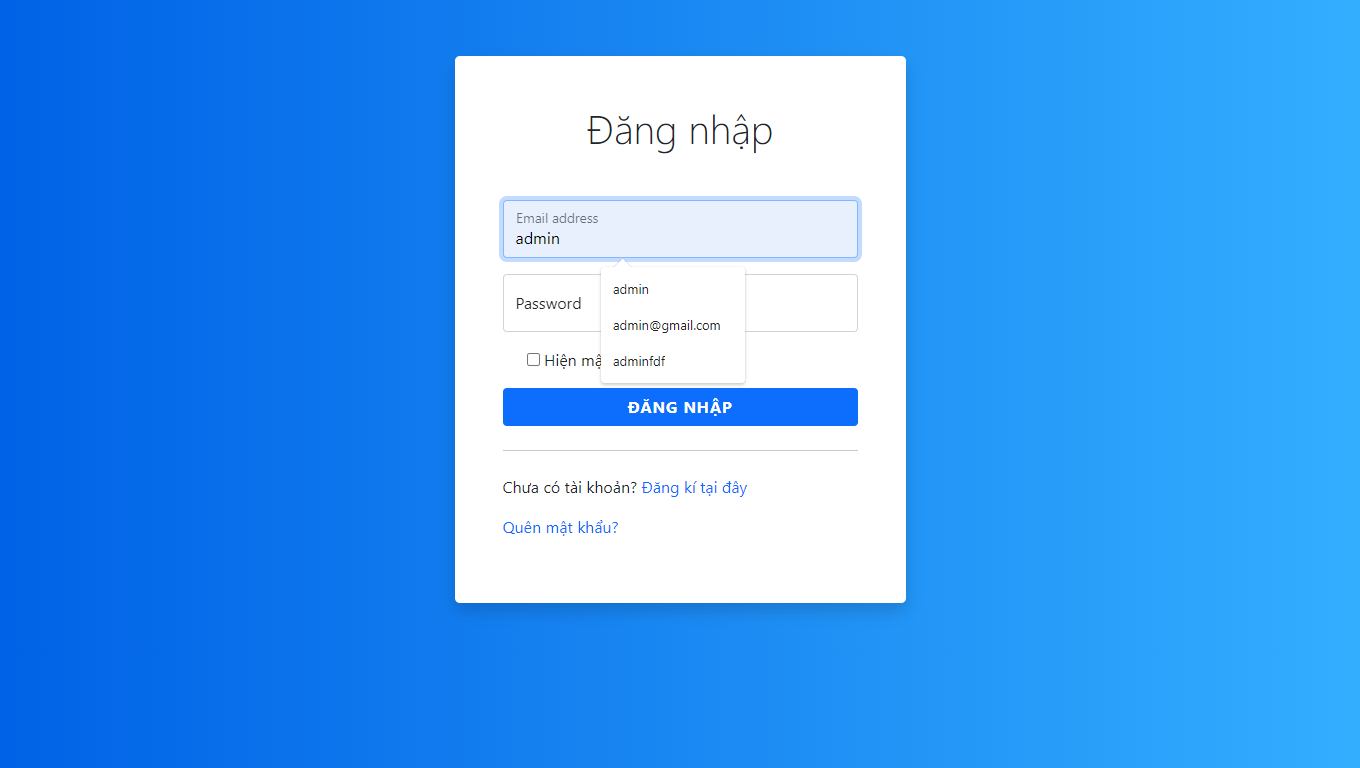 Đăng nhập
Email address
admin
Password
admin
admin@gmail.com
adminfdf
Hiện mậ
ĐĂNG NHẬP
Chưa có tài khoản? Đăng kí tại đây
Quên mật khẩu?